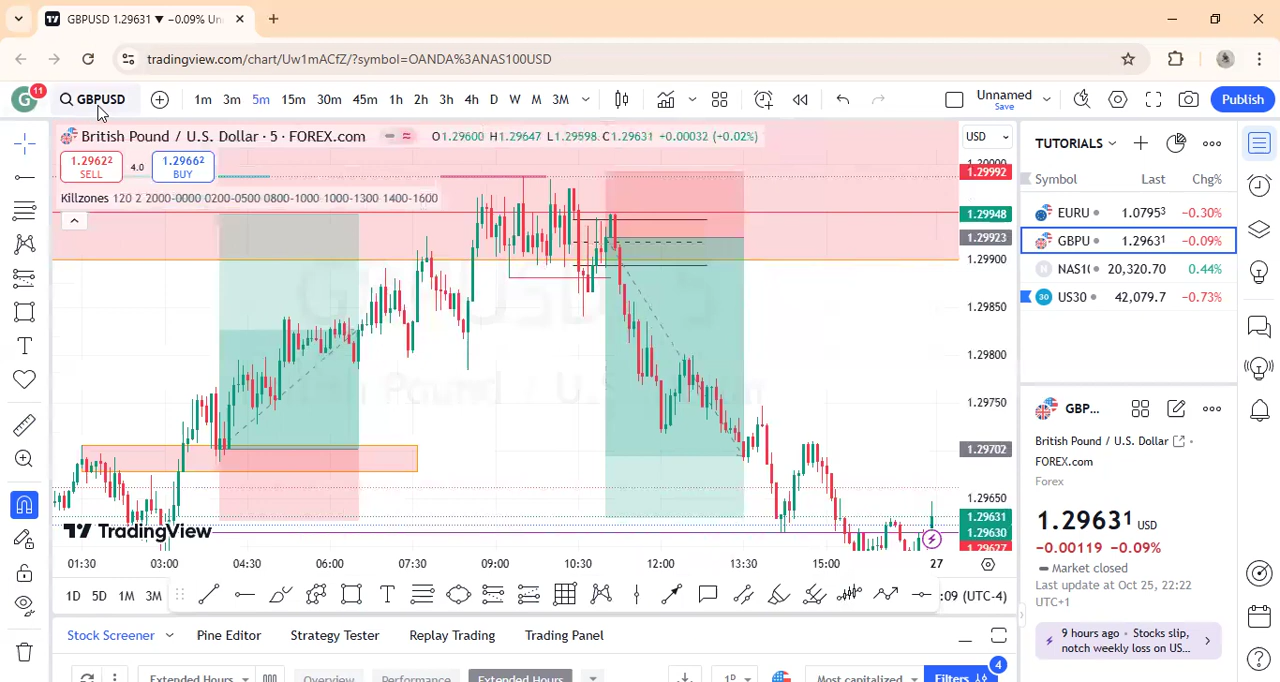 GBPUSD 1.29631 ▼ −0.09% Un
tradingview.com/chart/Uw1mACfZ/?symbol=OANDA%3ANAS100USD
G 11 GBPUSD 1m 3m 5m 15m 30m 45m 1h 2h 3h 4h D W M 3M Unnamed Save Publish
British Pound / U.S. Dollar · 5 · FOREX.com O1.29600 H1.29647 L1.29598 C1.29631 +0.00032 (+0.02%) USD
1.29622 SELL 4.0 1.29662 BUY
Killzones 120 2 2000-0000 0200-0500 0800-1000 1000-1300 1400-1600
1.30000
1.29992
1.29948
1.29923
1.29900
1.29850
1.29800
1.29750
1.29702
1.29650
1.29631
1.29630
1.29627
TradingView
01:30 03:00 04:30 06:00 07:30 09:00 10:30 12:00 13:30 15:00 27
1D 5D 1M 3M :09 (UTC-4)
Stock Screener Pine Editor Strategy Tester Replay Trading Trading Panel
Extended Hours Overview Performance Extended Hours 1D Most capitalized Filters 4
TUTORIALS
Symbol Last Chg%
EURU 1.07953 −0.30%
GBPU 1.29631 −0.09%
NAS1 20,320.70 0.44%
30 US30 42,079.7 −0.73%
GBP...
British Pound / U.S. Dollar
FOREX.com
Forex
1.29631 USD
−0.00119 −0.09%
Market closed
Last update at Oct 25, 22:22
UTC+1
9 hours ago · Stocks slip,
notch weekly loss on US...